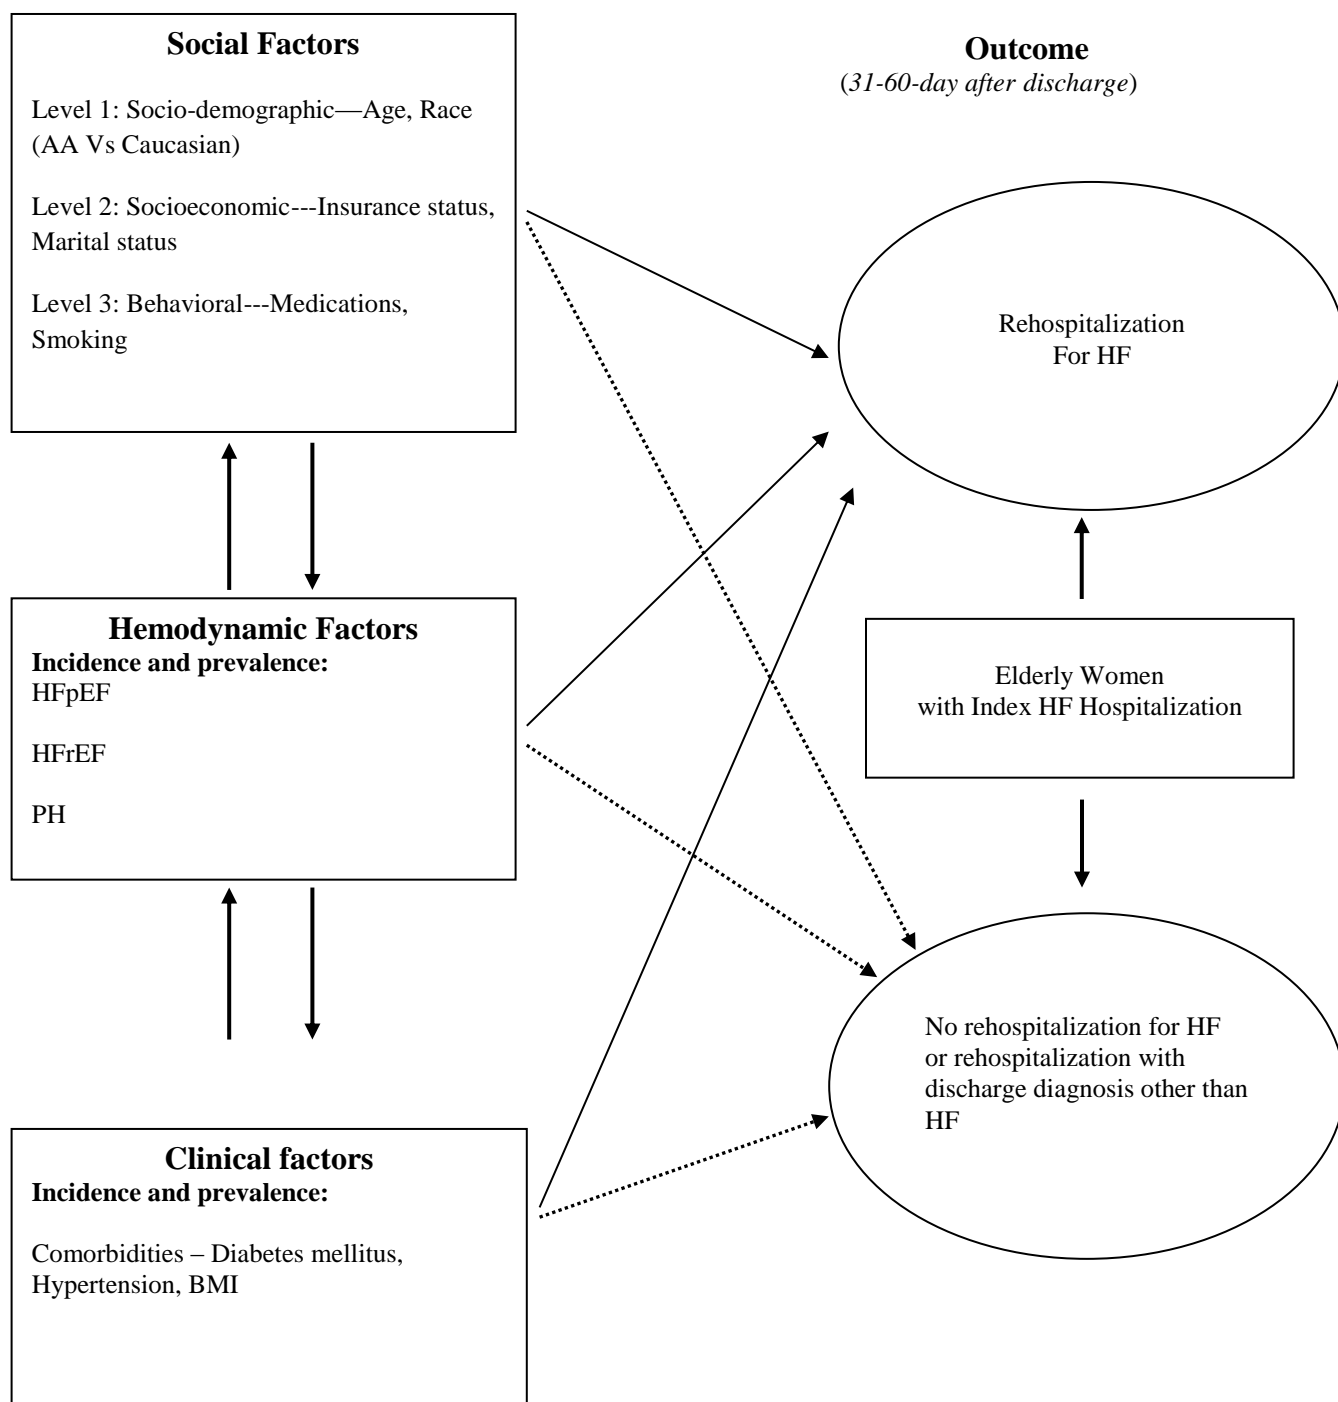 Social Factors
Level 1: Socio-demographic—Age, Race
(AA Vs Caucasian)
Level 2: Socioeconomic---Insurance status,
Marital status
Level 3: Behavioral---Medications,
Smoking
Hemodynamic Factors
Incidence and prevalence:
HFpEF
HFrEF
PH
Clinical factors
Incidence and prevalence:
Comorbidities – Diabetes mellitus,
Hypertension, BMI
Outcome
(31-60-day after discharge)
Rehospitalization
For HF
Elderly Women
with Index HF Hospitalization
No rehospitalization for HF
or rehospitalization with
discharge diagnosis other than
HF